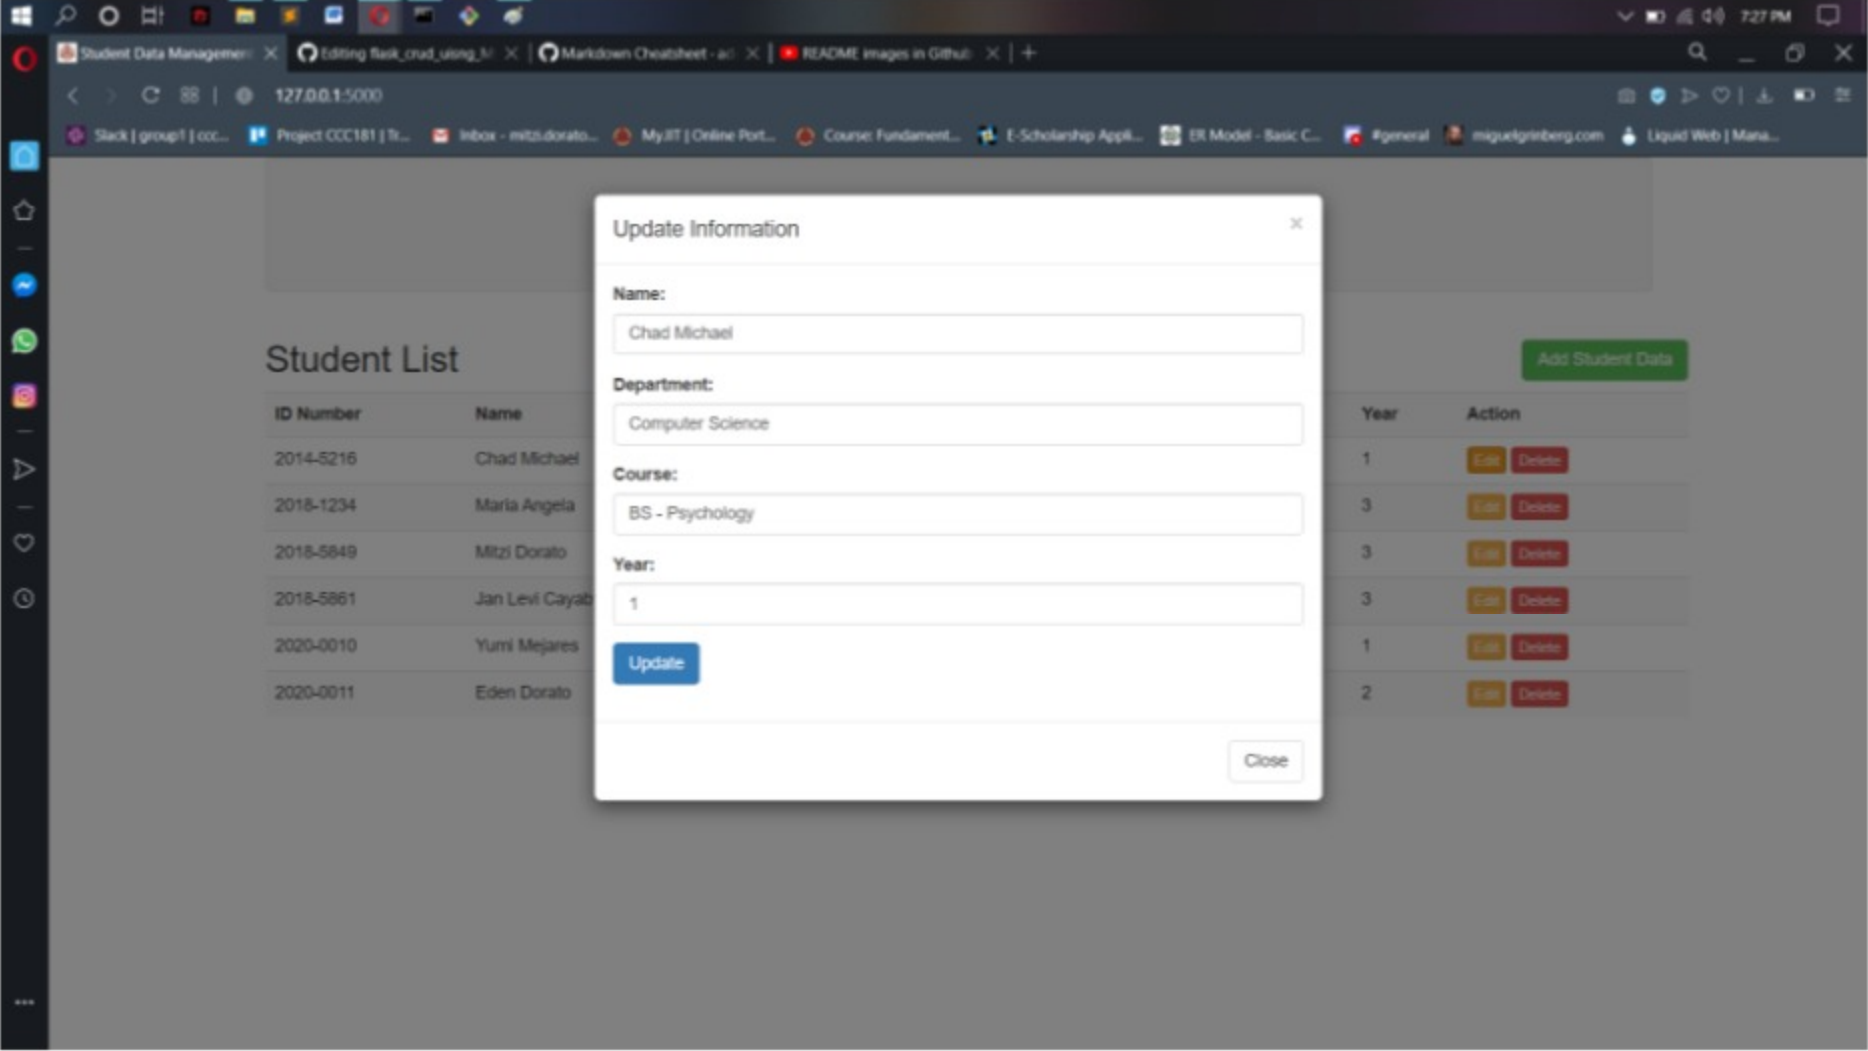 7:27 PM
Student Data Managemen
Editing flask_crud_uisng_M
Markdown Cheatsheet - ad
README images in Github
127.0.0.1:5000
Slack | group1 | ccc...
Project CCC181 | Tr...
Inbox - mitzi.dorato...
My.IIT | Online Port...
Course: Fundament...
E-Scholarship Appli...
ER Model - Basic C...
#general
miguelgrinberg.com
Liquid Web | Mana...
Update Information
×
Name:
Chad Michael
Department:
Computer Science
Course:
BS - Psychology
Year:
1
Update
Close
Student List
Add Student Data
ID Number Name Year Action
2014-5216 Chad Michael 1 Edit Delete
2018-1234 Maria Angela 3 Edit Delete
2018-5849 Mitzi Dorato 3 Edit Delete
2018-5861 Jan Levi Cayab 3 Edit Delete
2020-0010 Yumi Mejares 1 Edit Delete
2020-0011 Eden Dorato 2 Edit Delete